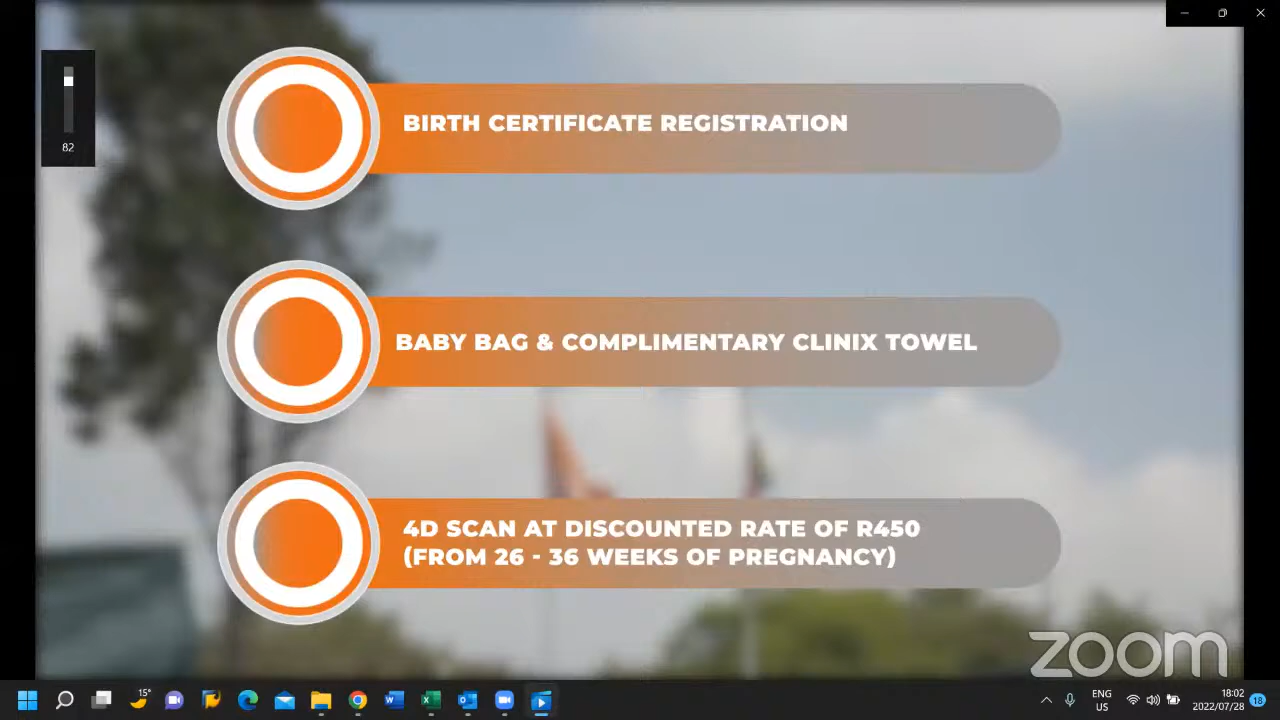 82
BIRTH CERTIFICATE REGISTRATION
BABY BAG & COMPLIMENTARY CLINIX TOWEL
4D SCAN AT DISCOUNTED RATE OF R450
(FROM 26 - 36 WEEKS OF PREGNANCY)
zoom
15°
ENG
US
18:02
2022/07/28
18